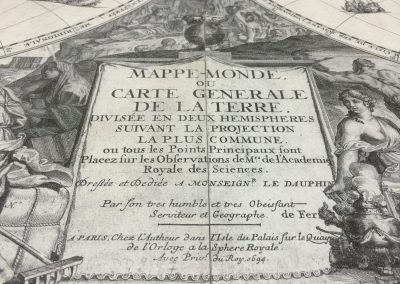 MAPPE-MONDE,
OU
CARTE GENERALE
DE LA TERRE,
DIVISÉE EN DEUX HEMISPHERES
SUIVANT LA PROJECTION
LA PLUS COMMUNE.
ou tous les Points Principaux sont
Placez sur les Observations de Mrs. de l'Academie
Royale des Sciences.
Dressée et Dediée A MONSEIGNR. LE DAUPHIN
Par son tres humble et tres Obeissant
Serviteur et Geographe de Fer
A PARIS, Chez l'Autheur dans l'Isle du Palais sur le Quay
de l'Orloge a la Sphere Royale
Avec Privil. du Roy. 1694.